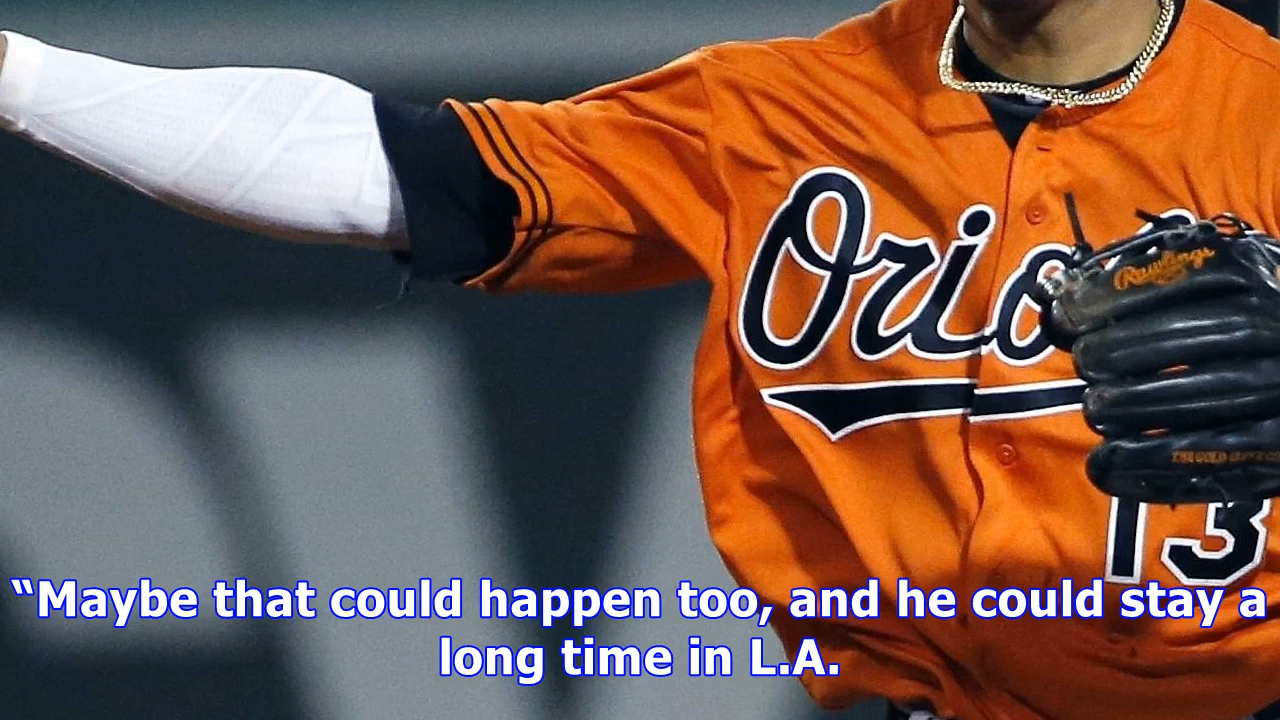 Orio
Rawlings
13
“Maybe that could happen too, and he could stay a
long time in L.A.